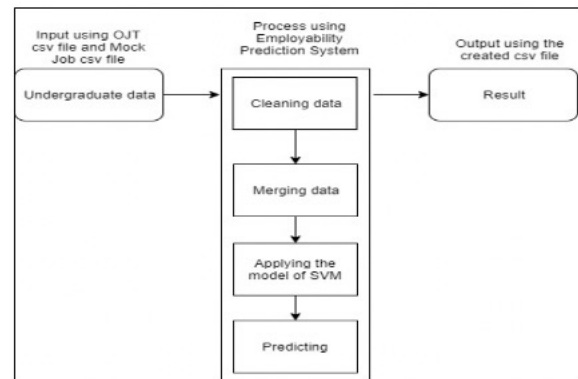 Input using OJT
csv file and Mock
Job csv file
Undergraduate data
Process using
Employability
Prediction System
Cleaning data
Merging data
Applying the
model of SVM
Predicting
Output using the
created csv file
Result